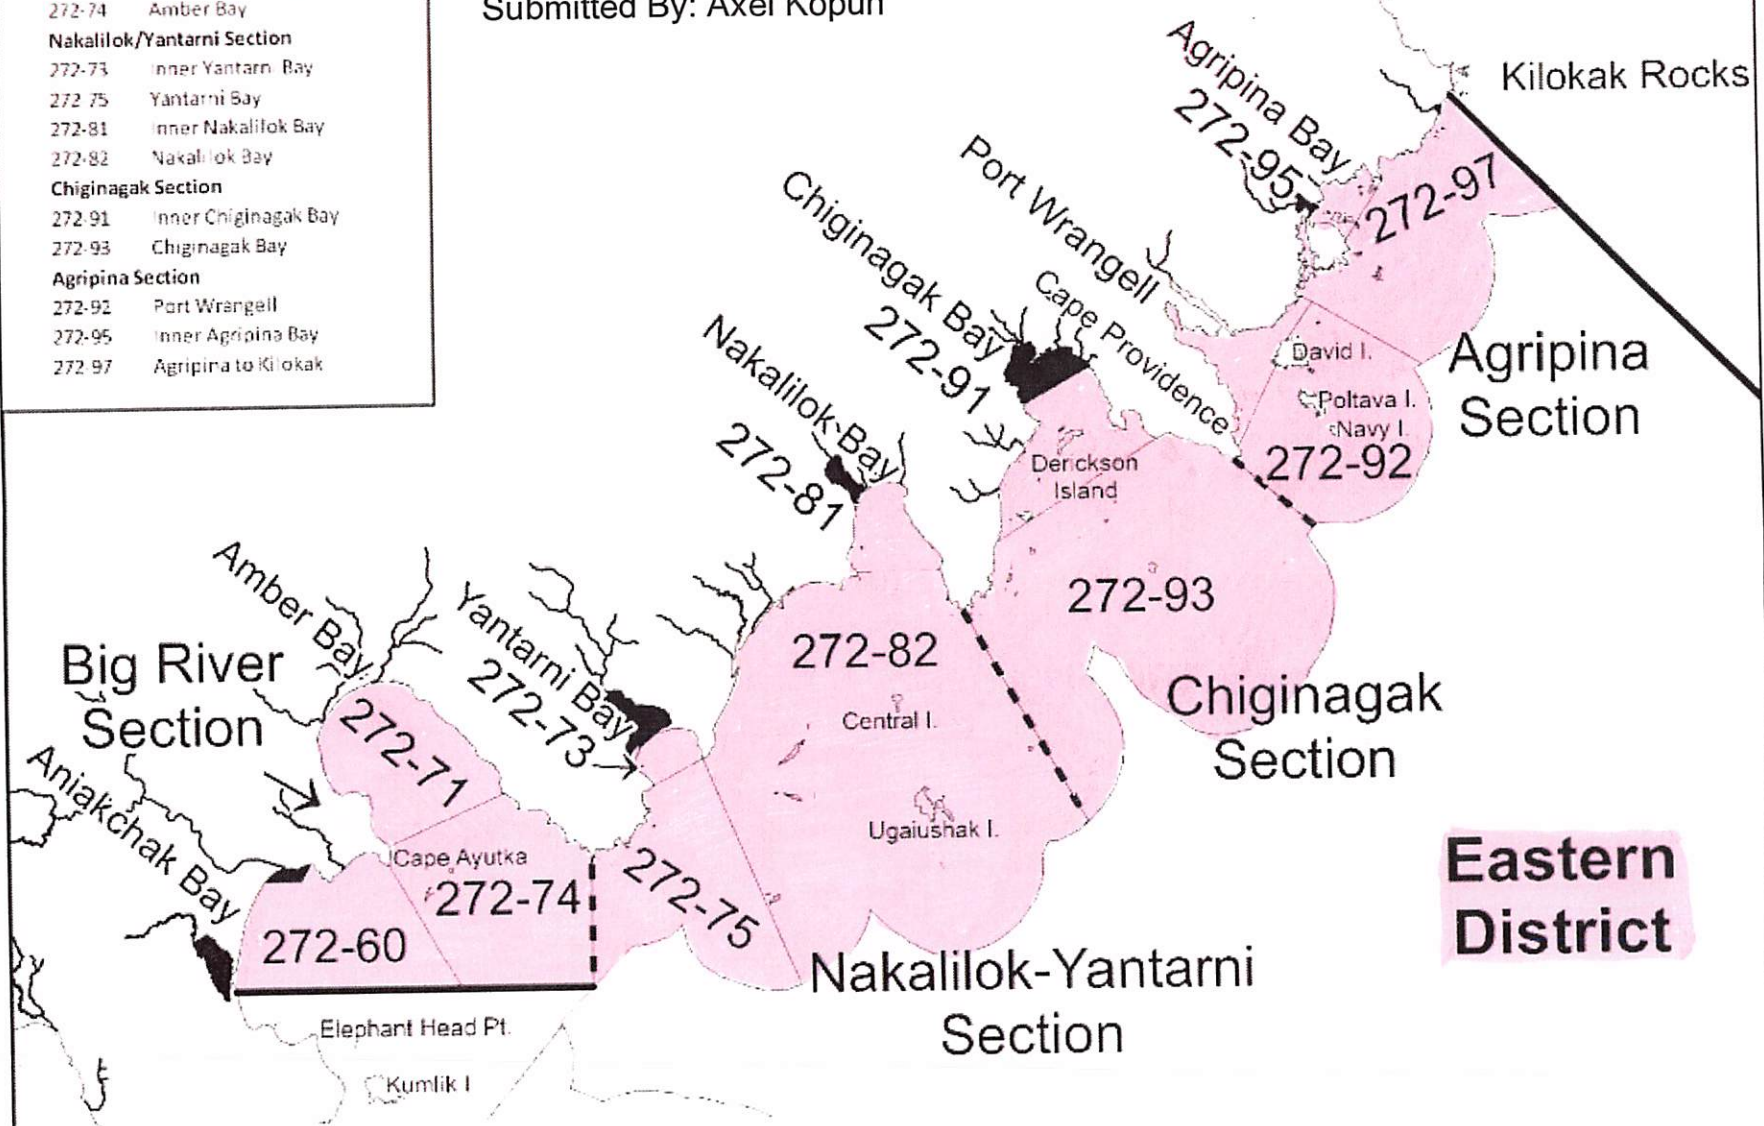 272-74 Amber Bay
Nakalilok/Yantarni Section
272-73 Inner Yantarni Bay
272-75 Yantarni Bay
272-81 Inner Nakalilok Bay
272-82 Nakalilok Bay
Chiginagak Section
272-91 Inner Chiginagak Bay
272-93 Chiginagak Bay
Agripina Section
272-92 Port Wrangell
272-95 Inner Agripina Bay
272-97 Agripina to Kilokak
Submitted By: Axel Kopun
Kilokak Rocks
Agripina Bay
272-95
272-97
Port Wrangell
Chiginagak Bay
272-91
Cape Providence
David I.
Poltava I.
Navy I.
272-92
Agripina
Section
Nakalilok Bay
272-81
Derickson
Island
272-93
Chiginagak
Section
272-82
Central I.
Ugaiushak I.
Amber Bay
Yantarni Bay
272-73
Big River
Section
272-71
Aniakchak Bay
Cape Ayutka
272-74
272-75
272-60
Nakalilok-Yantarni
Section
Eastern
District
Elephant Head Pt.
Kumlik I